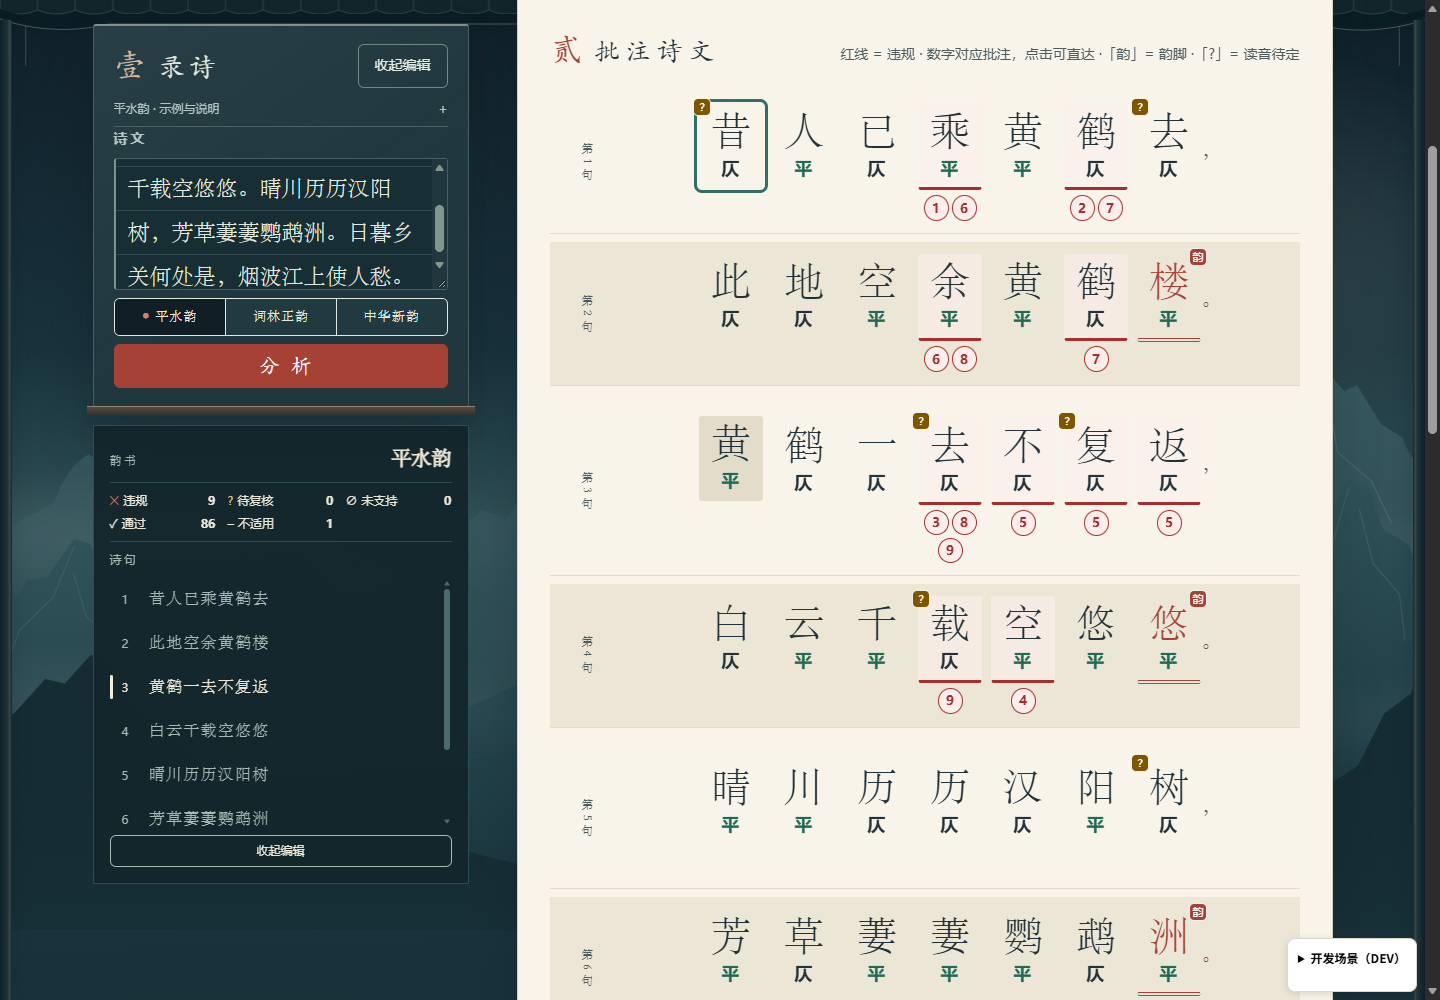 壹 录诗
收起编辑
平水韵 · 示例与说明 +
诗文
千载空悠悠。晴川历历汉阳
树，芳草萋萋鹦鹉洲。日暮乡
关何处是，烟波江上使人愁。
平水韵 词林正韵 中华新韵
分析
韵书 平水韵
× 违规 9 ? 待复核 0 ⊘ 未支持 0
✓ 通过 86 – 不适用 1
诗句
1 昔人已乘黄鹤去
2 此地空余黄鹤楼
3 黄鹤一去不复返
4 白云千载空悠悠
5 晴川历历汉阳树
6 芳草萋萋鹦鹉洲
收起编辑
贰 批注诗文
红线 = 违规 · 数字对应批注，点击可直达 ·「韵」= 韵脚 ·「?」= 读音待定
第1句
? ?
昔 人 已 乘 黄 鹤 去 ，
仄 平 仄 平 平 仄 仄
1 6 2 7
第2句
韵
此 地 空 余 黄 鹤 楼 。
仄 仄 平 平 平 仄 平
6 8 7
第3句
? ?
黄 鹤 一 去 不 复 返 ，
平 仄 仄 仄 仄 仄 仄
3 8 5 5 5
9
第4句
? 韵
白 云 千 载 空 悠 悠 。
仄 平 平 仄 平 平 平
9 4
第5句
?
晴 川 历 历 汉 阳 树 ，
平 平 仄 仄 仄 平 仄
第6句
韵
芳 草 萋 萋 鹦 鹉 洲 。
平 仄 平 平 平 仄 平
▶ 开发场景（DEV）